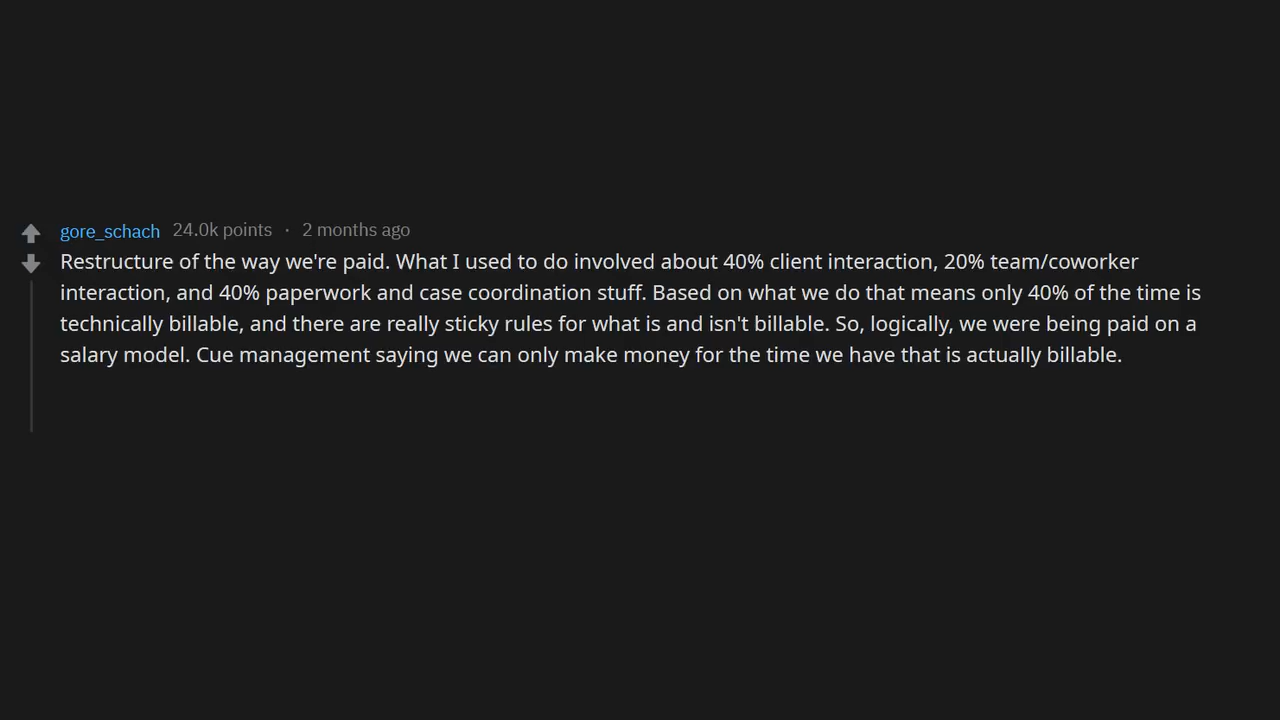 gore_schach 24.0k points · 2 months ago
Restructure of the way we're paid. What I used to do involved about 40% client interaction, 20% team/coworker
interaction, and 40% paperwork and case coordination stuff. Based on what we do that means only 40% of the time is
technically billable, and there are really sticky rules for what is and isn't billable. So, logically, we were being paid on a
salary model. Cue management saying we can only make money for the time we have that is actually billable.